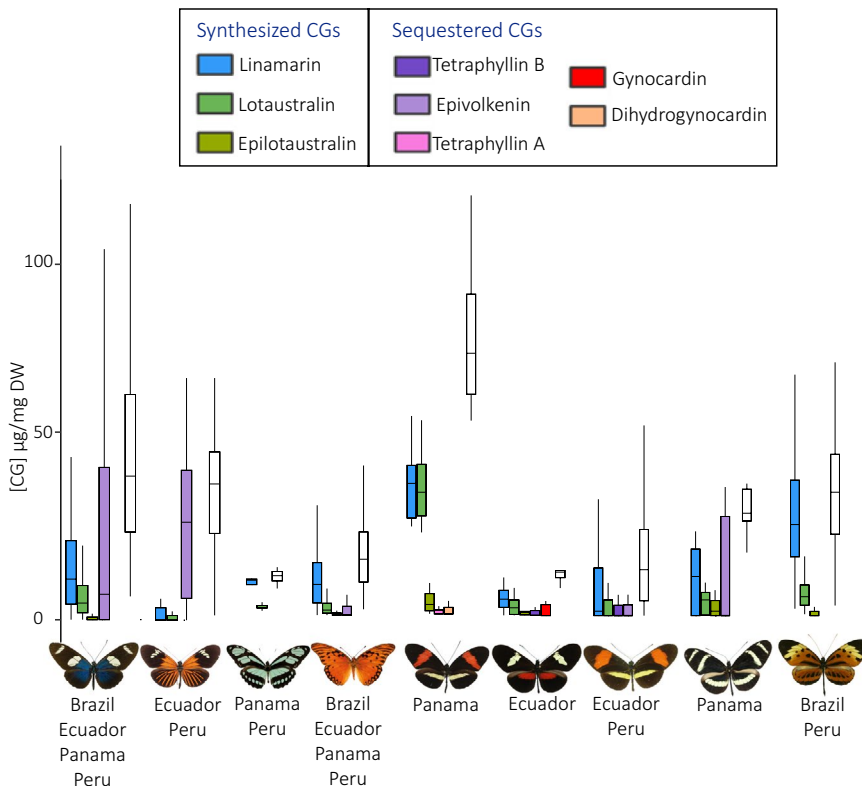 Synthesized CGs
Linamarin
Lotaustralin
Epilotaustralin
Sequestered CGs
Tetraphyllin B
Epivolkenin
Tetraphyllin A
Gynocardin
Dihydrogynocardin
[CG] µg/mg DW
100
50
0
Brazil
Ecuador
Panama
Peru
Ecuador
Peru
Panama
Peru
Brazil
Ecuador
Panama
Peru
Panama
Ecuador
Ecuador
Peru
Panama
Brazil
Peru